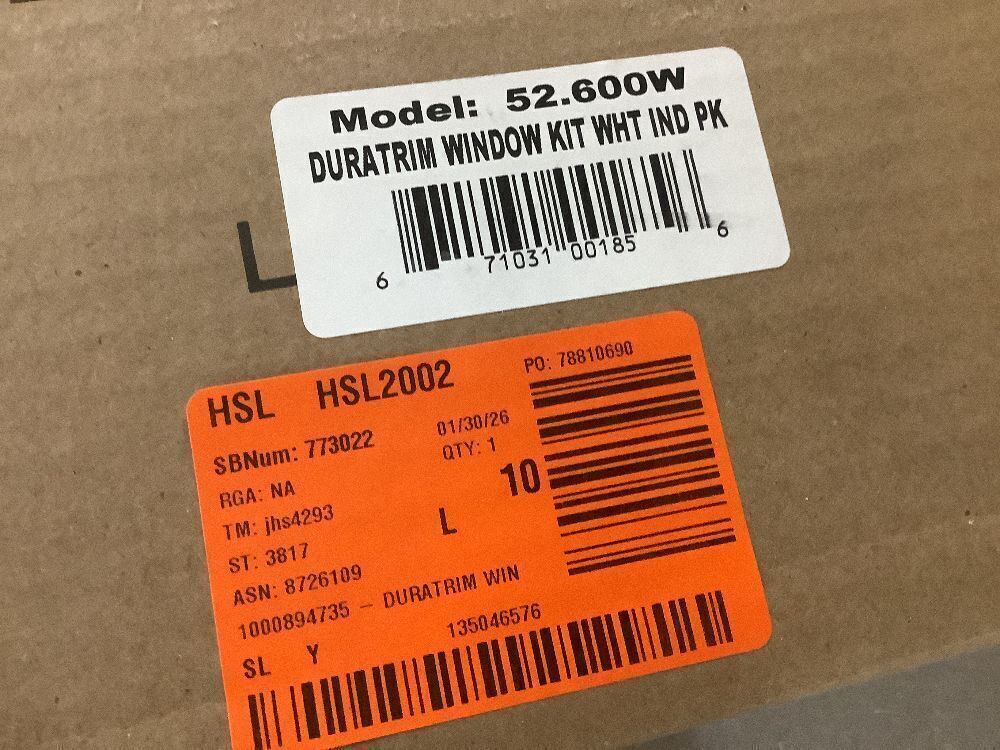 Model: 52.600W
DURATRIM WINDOW KIT WHT IND PK
6 71031 00185 6
L
HSL HSL2002
PO: 78810690
SBNum: 773022
01/30/26
QTY: 1
RGA: NA
10
TM: jhs4293
L
ST: 3817
ASN: 8726109
1000894735 - DURATRIM WIN
SL Y
135046576